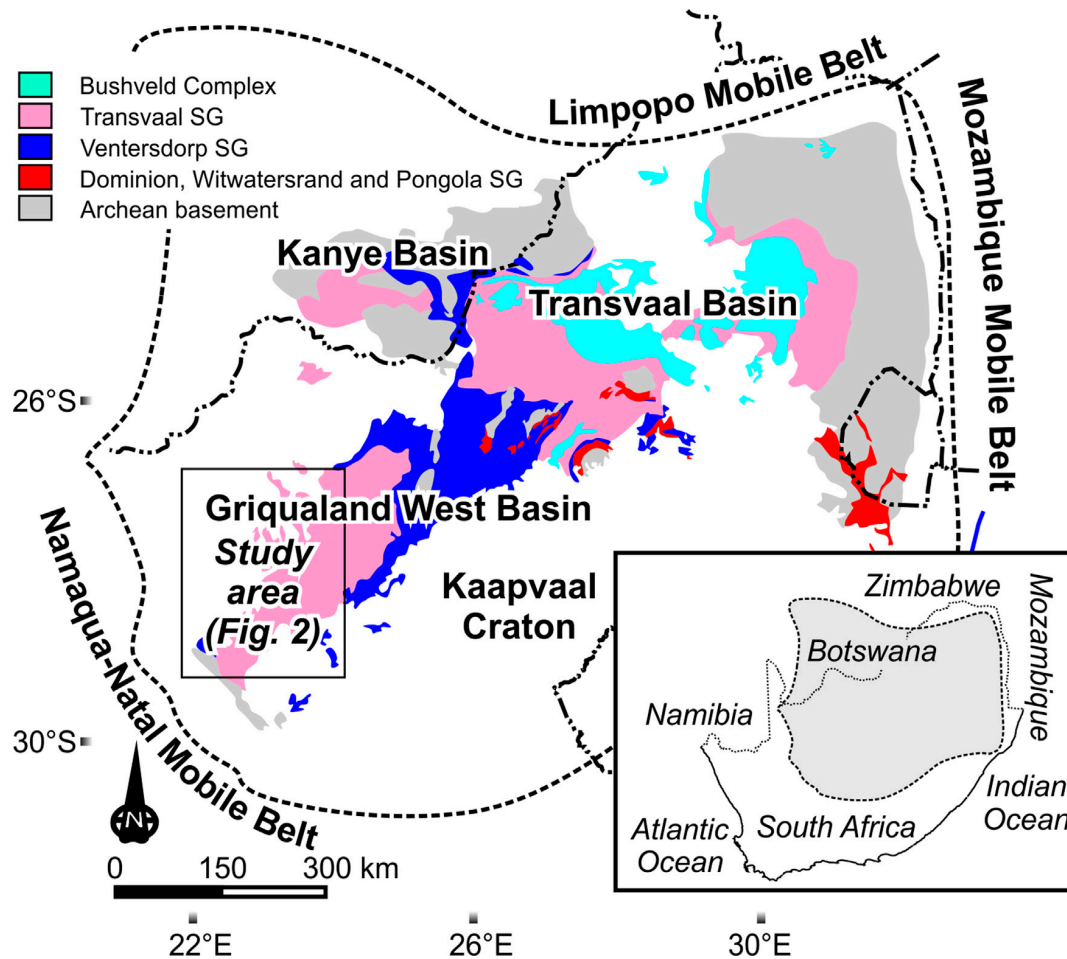 Bushveld Complex
Transvaal SG
Ventersdorp SG
Dominion, Witwatersrand and Pongola SG
Archean basement
Limpopo Mobile Belt
Mozambique Mobile Belt
Kanye Basin
Transvaal Basin
26°S
Griqualand West Basin
Study
area
(Fig. 2)
Kaapvaal
Craton
Namaqua-Natal Mobile Belt
30°S
N
0 150 300 km
22°E 26°E 30°E
Zimbabwe
Mozambique
Botswana
Namibia
South Africa
Indian
Ocean
Atlantic
Ocean